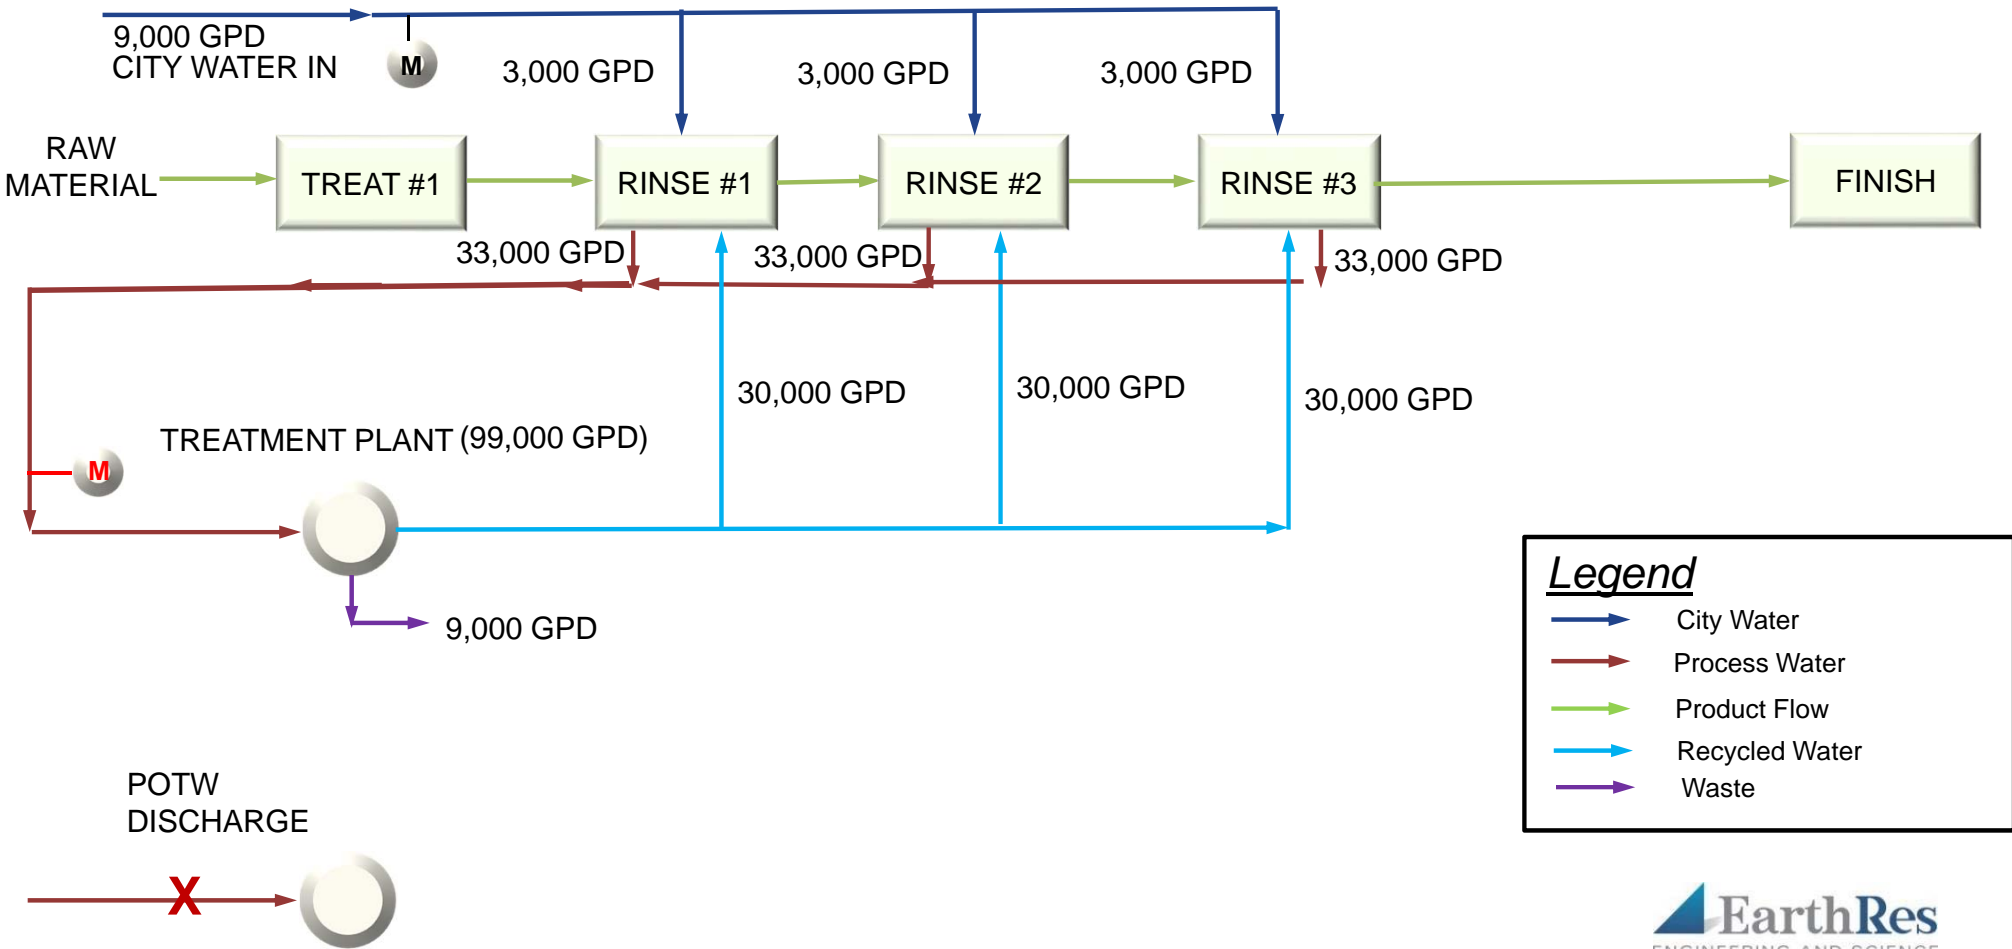 9,000 GPD
CITY WATER IN
M
3,000 GPD
3,000 GPD
3,000 GPD
RAW
MATERIAL
TREAT #1
RINSE #1
RINSE #2
RINSE #3
FINISH
33,000 GPD
33,000 GPD
33,000 GPD
30,000 GPD
30,000 GPD
30,000 GPD
TREATMENT PLANT (99,000 GPD)
M
9,000 GPD
Legend
City Water
Process Water
Product Flow
Recycled Water
Waste
POTW
DISCHARGE
X
EarthRes
ENGINEERING AND SCIENCE